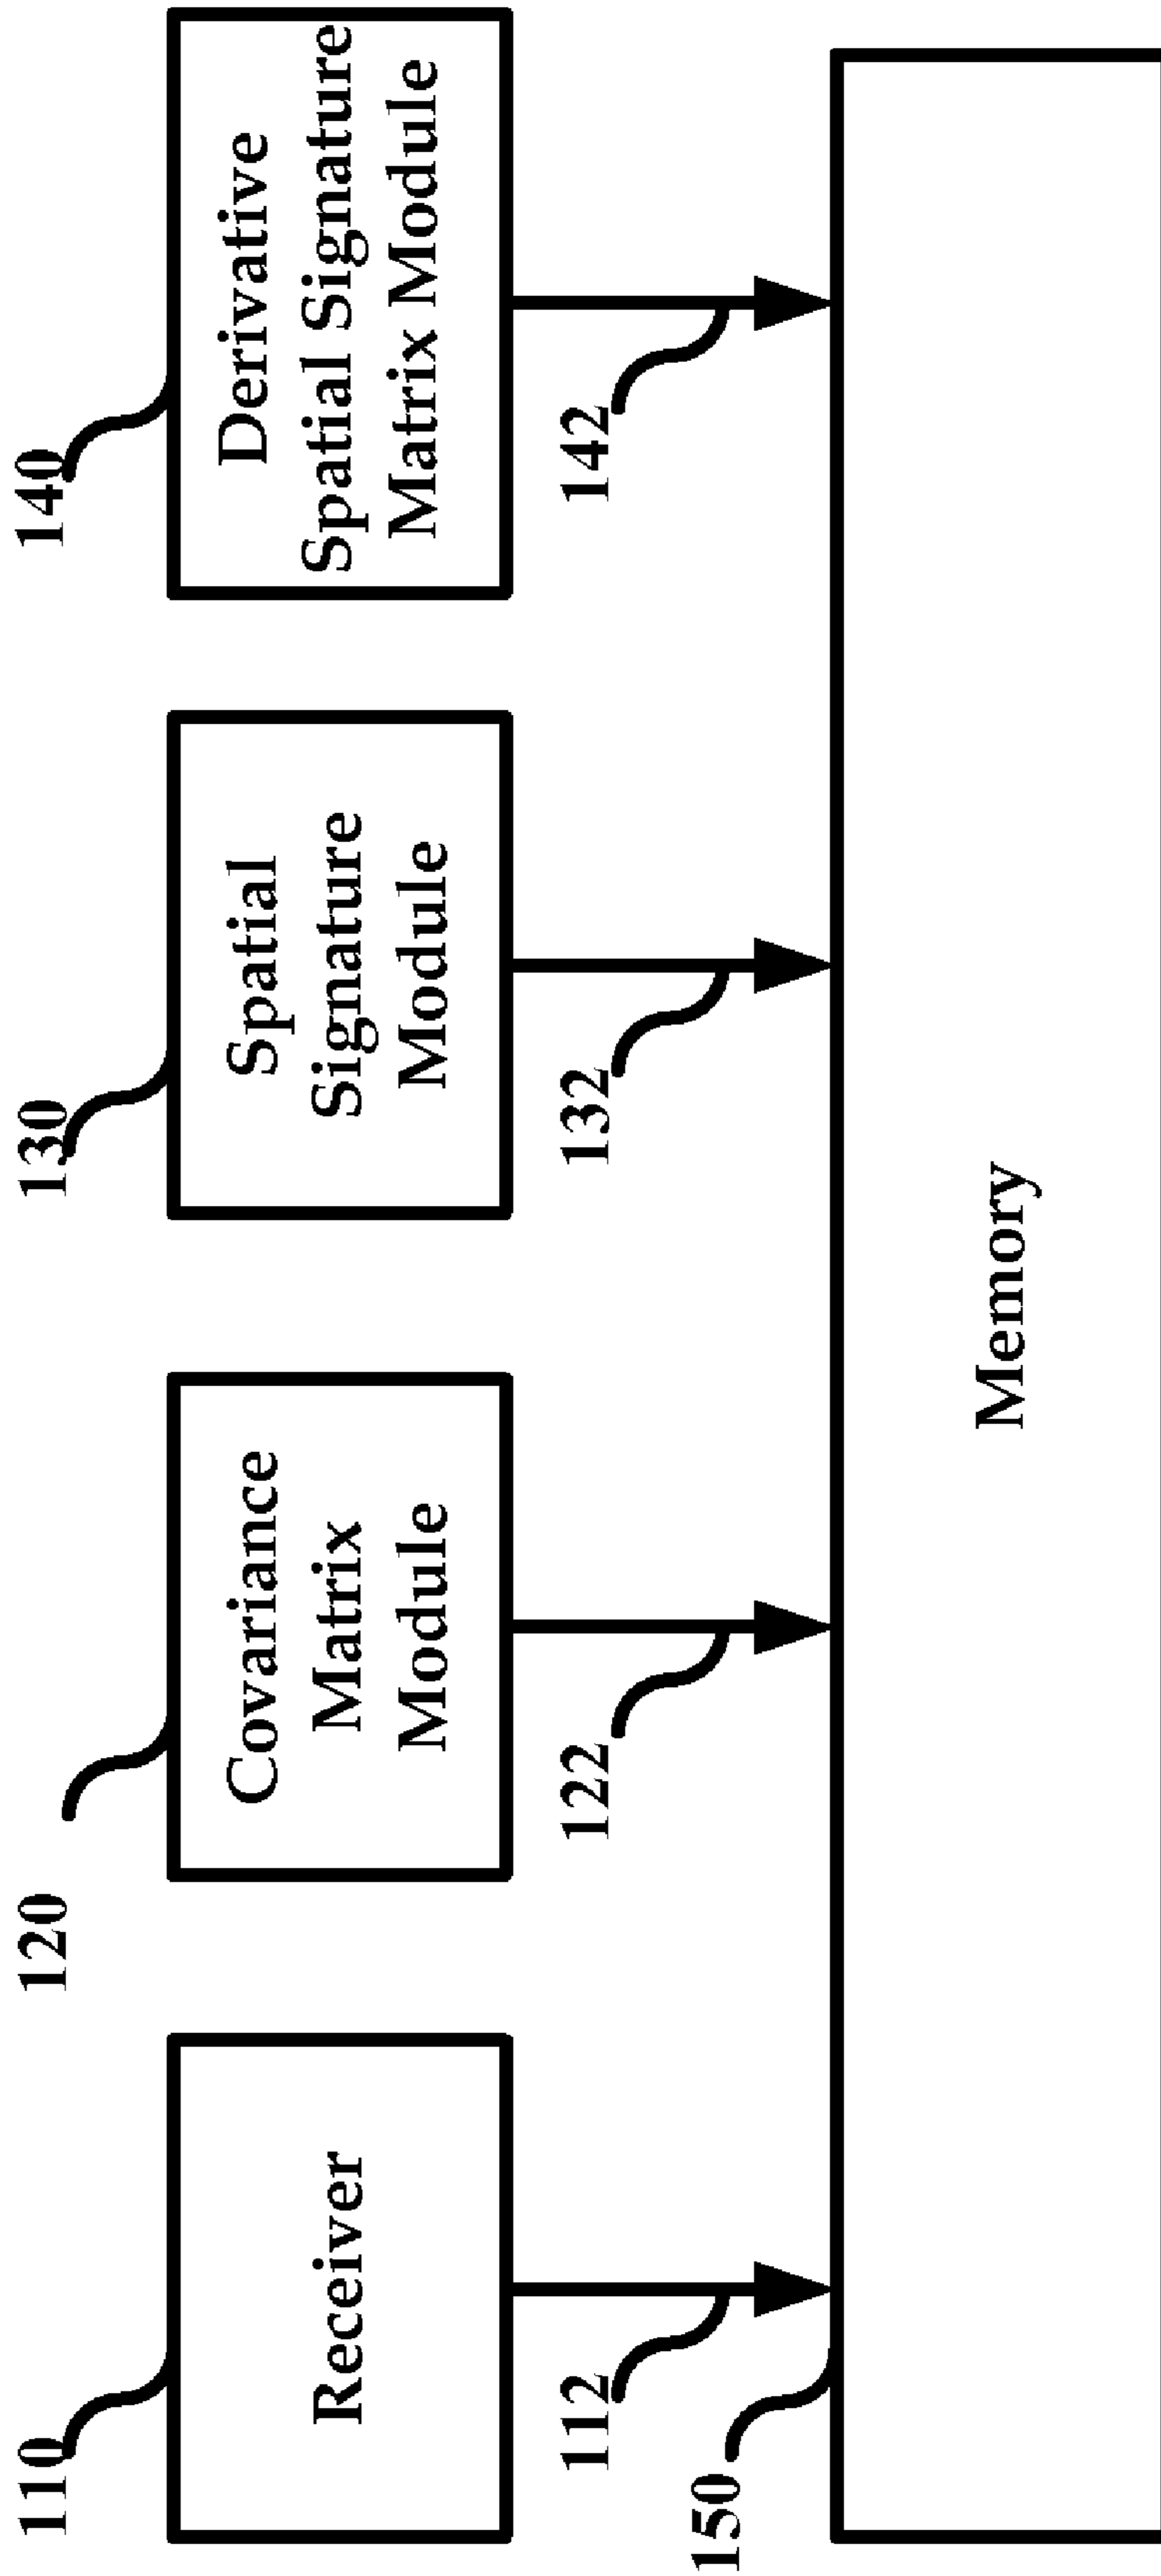 110
120
130
140
Receiver
Covariance
Matrix
Module
Spatial
Signature
Module
Derivative
Spatial Signature
Matrix Module
112
122
132
142
150
Memory